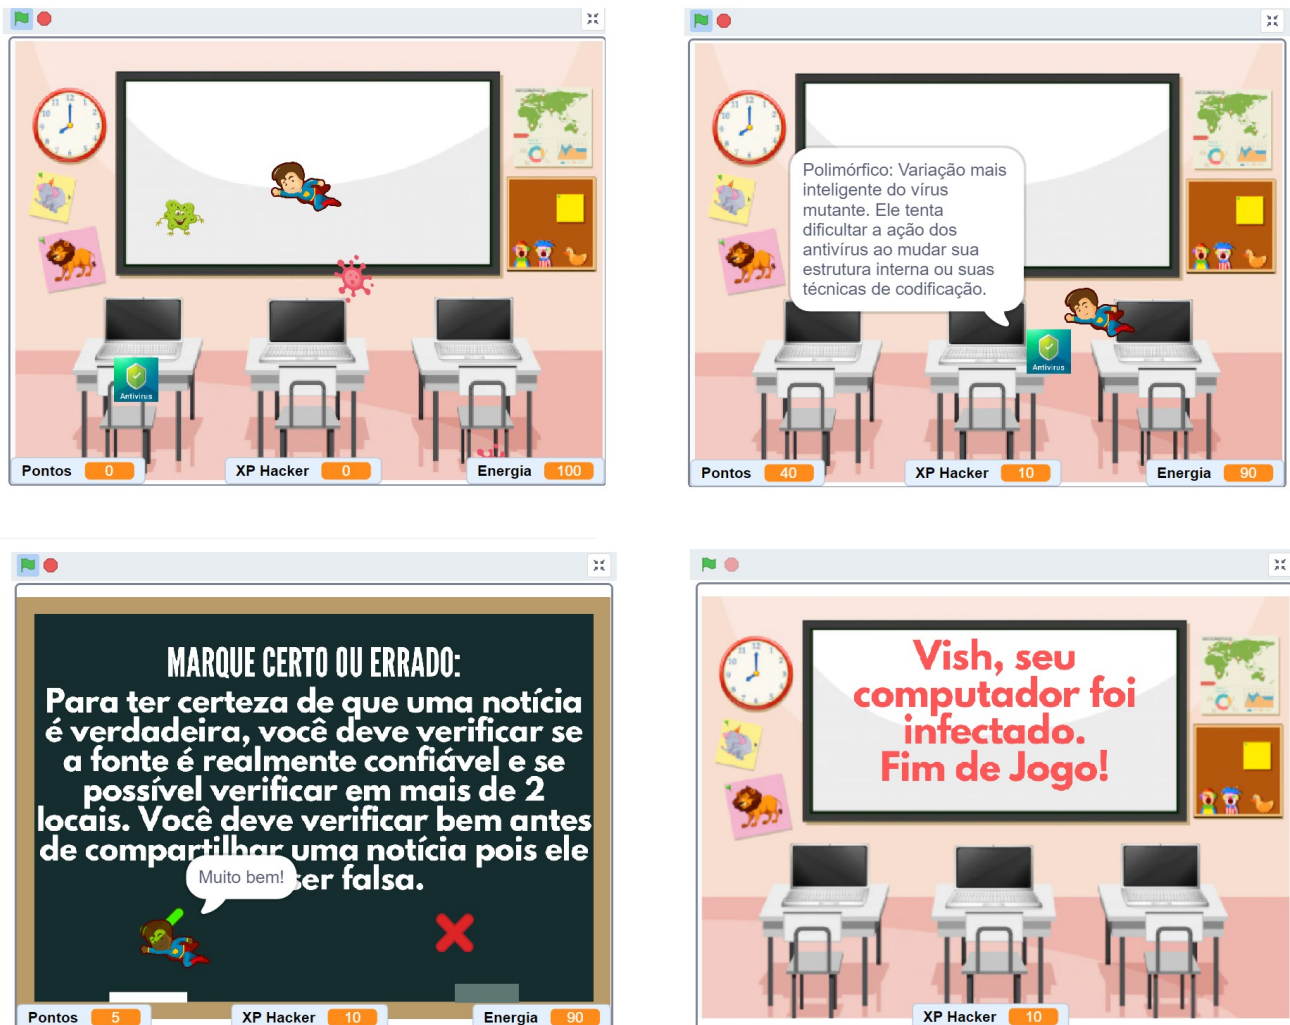 Antivirus
Pontos 0
XP Hacker 0
Energia 100
Polimórfico: Variação mais
inteligente do vírus
mutante. Ele tenta
dificultar a ação dos
antivírus ao mudar sua
estrutura interna ou suas
técnicas de codificação.
Antivirus
Pontos 40
XP Hacker 10
Energia 90
MARQUE CERTO OU ERRADO:
Para ter certeza de que uma notícia
é verdadeira, você deve verificar se
a fonte é realmente confiável e se
possível verificar em mais de 2
locais. Você deve verificar bem antes
de compartilhar uma notícia pois ele
ser falsa.
Muito bem!
Pontos 5
XP Hacker 10
Energia 90
Vish, seu
computador foi
infectado.
Fim de Jogo!
XP Hacker 10